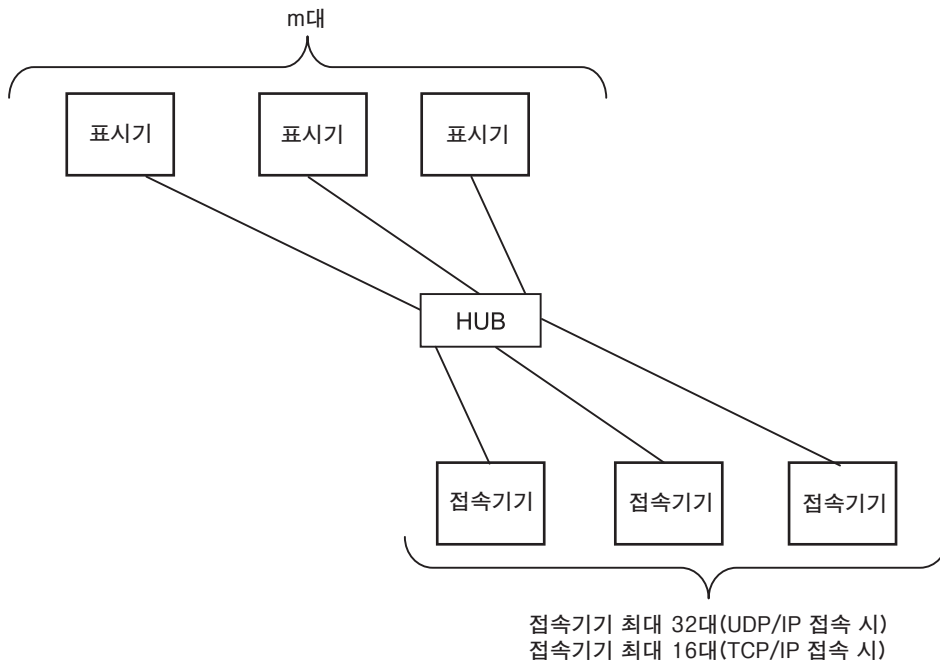 m대
표시기
표시기
표시기
HUB
접속기기
접속기기
접속기기
접속기기 최대 32대(UDP/IP 접속 시)
접속기기 최대 16대(TCP/IP 접속 시)